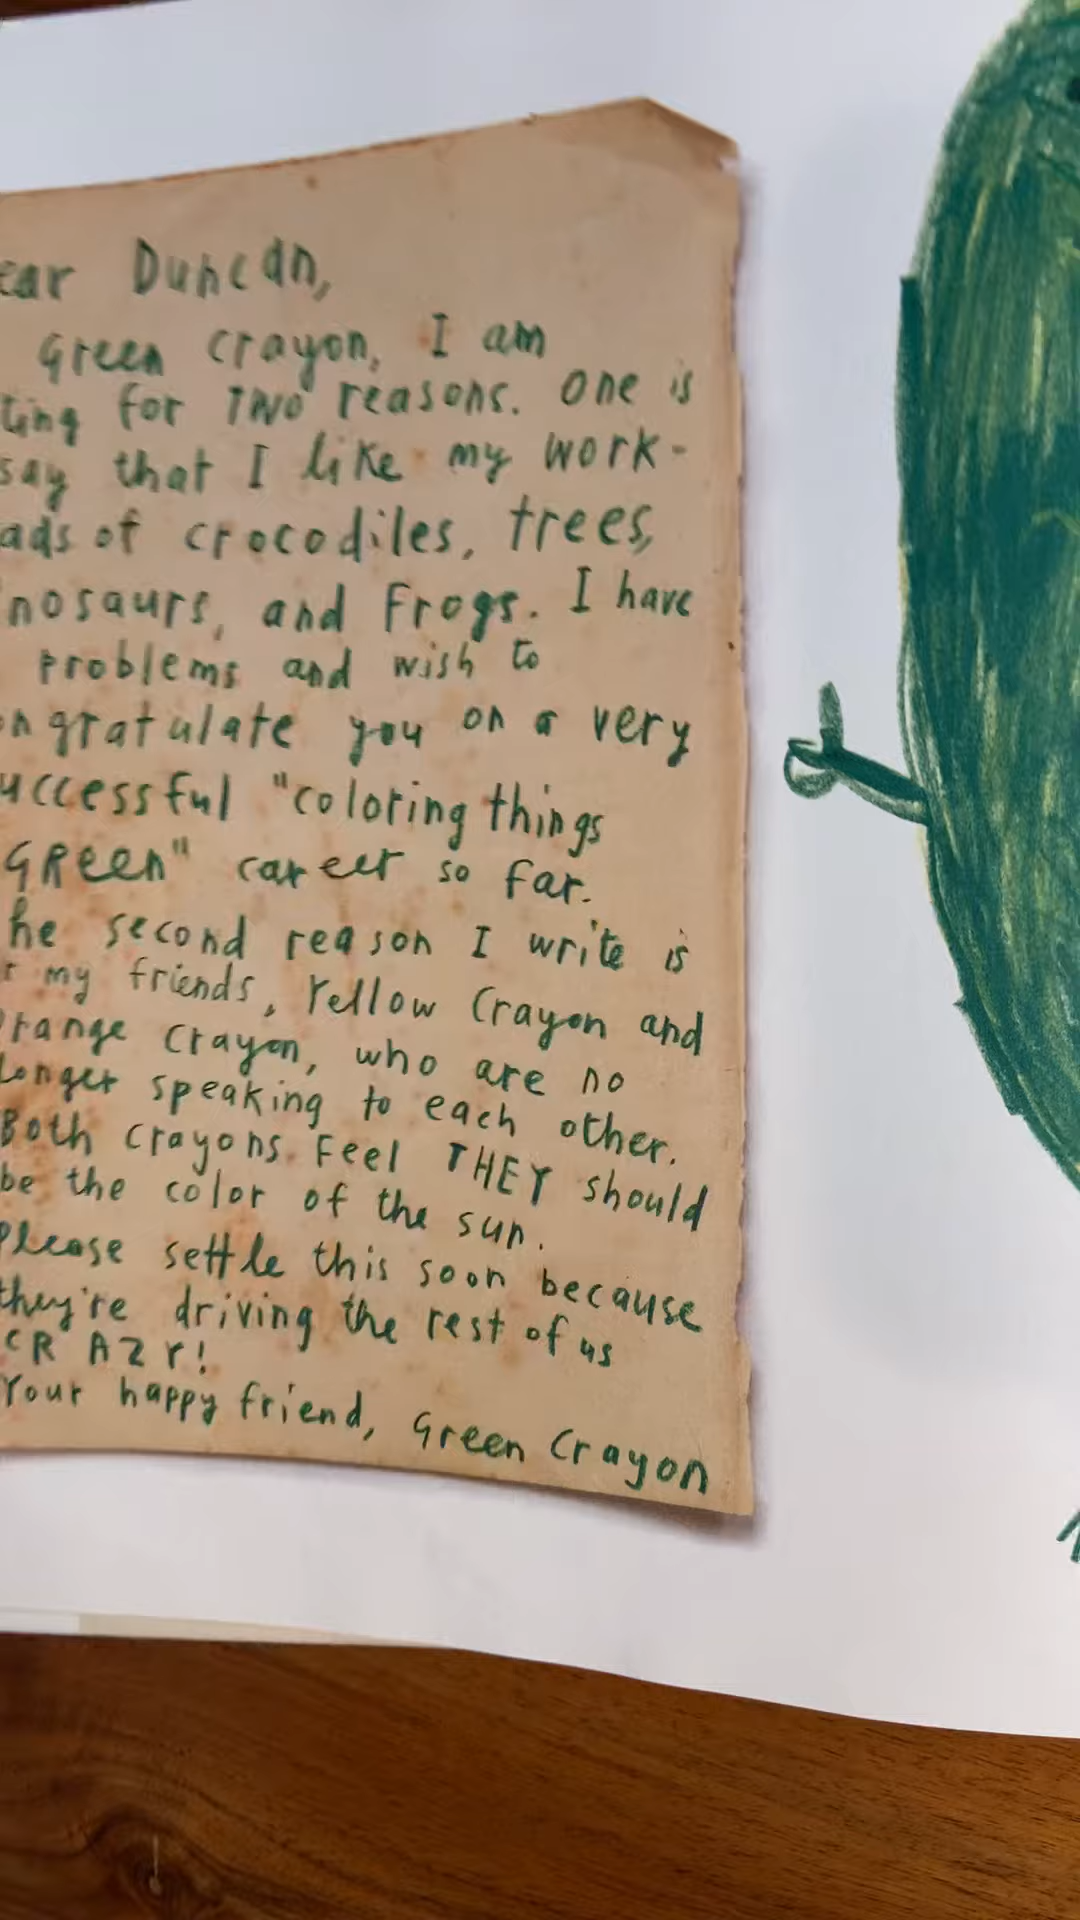 ear Duncan,
Green crayon, I am
ting for TWO reasons. one is
say that I like my work-
ads of crocodiles, trees,
nosaurs, and Frogs. I have
problems and wish to
ngratulate you on a very
uccessful "coloring things
GReen" career so far.
he second reason I write is
r my friends, Yellow Crayon and
range Crayon, who are no
Longer speaking to each other.
Both crayons Feel THEY should
be the color of the sun.
please settle this soon because
they're driving the rest of us
CRAZY!
Your happy friend, Green Crayon